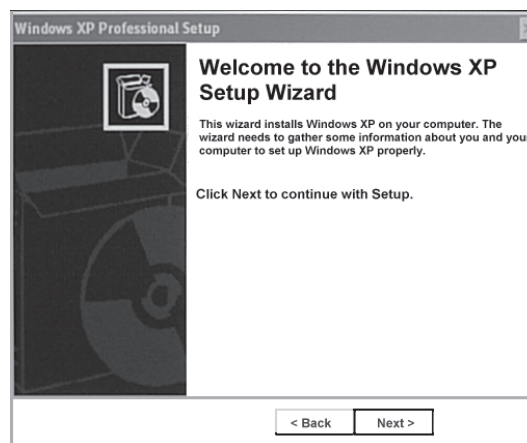 Windows XP Professional Setup
Welcome to the Windows XP
Setup Wizard
This wizard installs Windows XP on your computer. The
wizard needs to gather some information about you and your
computer to set up Windows XP properly.
Click Next to continue with Setup.
< Back
Next >